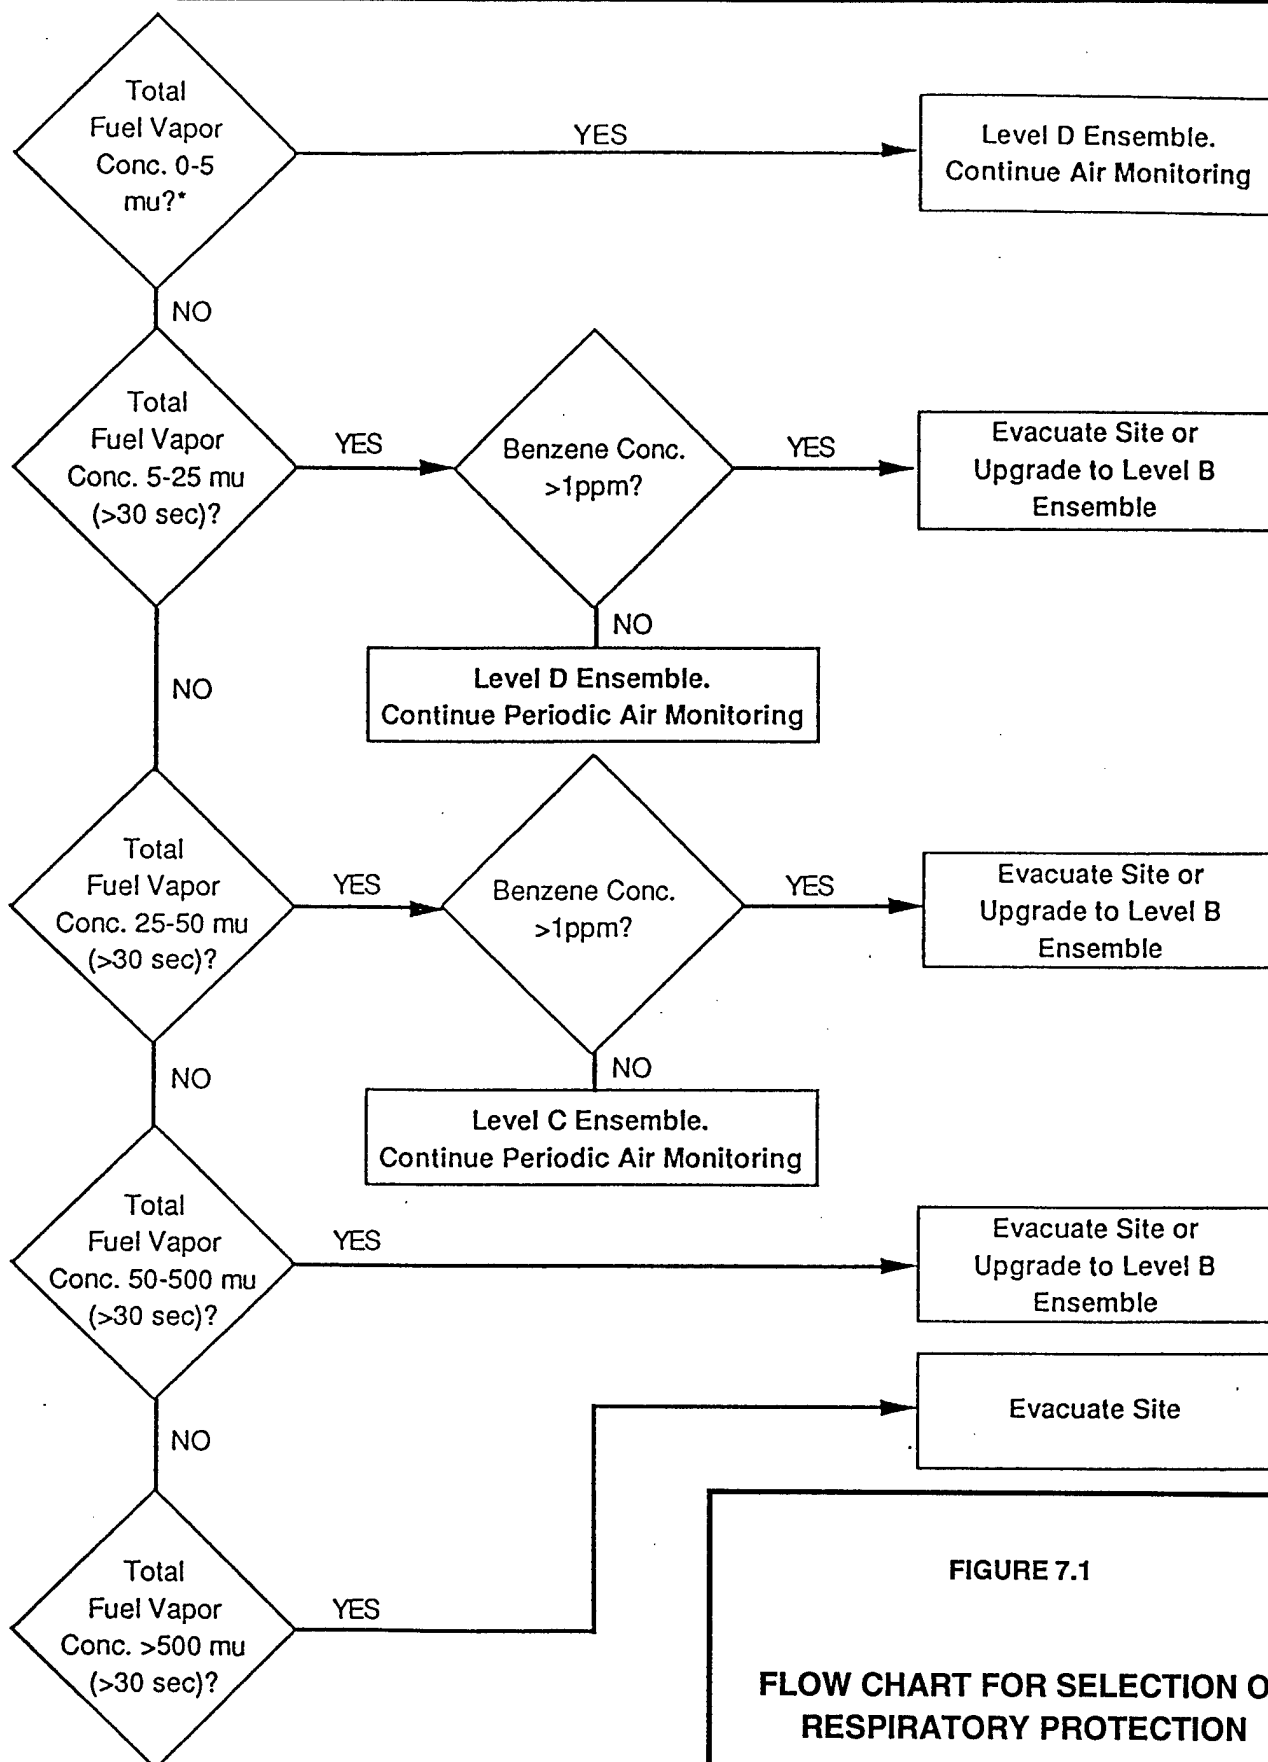 Total
Fuel Vapor
Conc. 0-5
mu?*
YES
Level D Ensemble.
Continue Air Monitoring
NO
Total
Fuel Vapor
Conc. 5-25 mu
(>30 sec)?
YES
Benzene Conc.
>1ppm?
YES
Evacuate Site or
Upgrade to Level B
Ensemble
NO
Level D Ensemble.
Continue Periodic Air Monitoring
NO
Total
Fuel Vapor
Conc. 25-50 mu
(>30 sec)?
YES
Benzene Conc.
>1ppm?
YES
Evacuate Site or
Upgrade to Level B
Ensemble
NO
Level C Ensemble.
Continue Periodic Air Monitoring
NO
Total
Fuel Vapor
Conc. 50-500 mu
(>30 sec)?
YES
Evacuate Site or
Upgrade to Level B
Ensemble
NO
Evacuate Site
Total
Fuel Vapor
Conc. >500 mu
(>30 sec)?
YES
FIGURE 7.1
FLOW CHART FOR SELECTION
RESPIRATORY PROTECTION